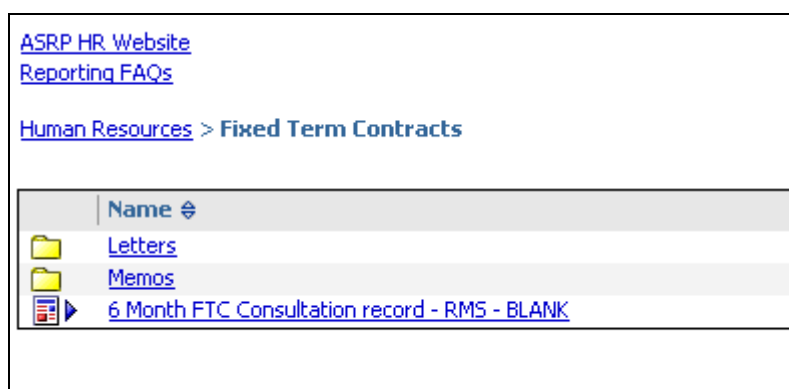 ASRP HR Website
Reporting FAQs
Human Resources > Fixed Term Contracts
Name
Letters
Memos
6 Month FTC Consultation record - RMS - BLANK